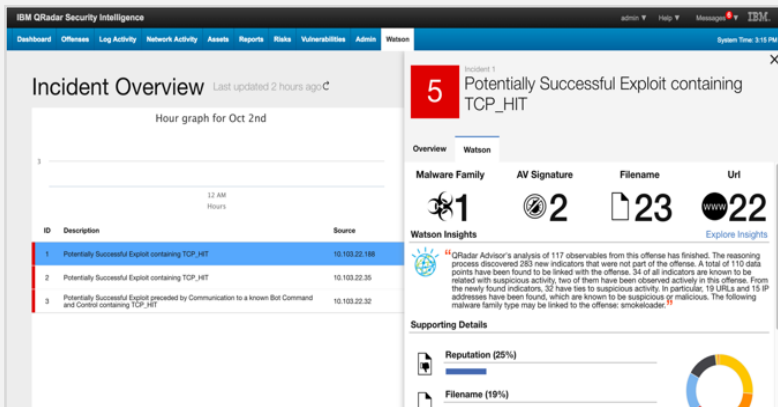 IBM QRadar Security Intelligence
admin ▼ Help ▼ Messages 6 ▼ IBM.
Dashboard Offenses Log Activity Network Activity Assets Reports Risks Vulnerabilities Admin Watson System Time: 3:15 PM
Incident Overview Last updated 2 hours ago
Hour graph for Oct 2nd
3
12 AM
Hours
ID Description Source
1 Potentially Successful Exploit containing TCP_HIT 10.103.22.188
2 Potentially Successful Exploit containing TCP_HIT 10.103.22.35
3 Potentially Successful Exploit preceded by Communication to a known Bot Command
and Control containing TCP_HIT 10.103.22.32
X
5
Incident 1
Potentially Successful Exploit containing
TCP_HIT
Overview Watson
Malware Family AV Signature Filename Url
1 2 23 www 22
Watson Insights Explore Insights
“QRadar Advisor's analysis of 117 observables from this offense has finished. The reasoning
process discovered 283 new indicators that were not part of the offense. A total of 110 data
points have been found to be linked with the offense. 34 of all indicators are known to be
related with suspicious activity, two of them have been observed actively in this offense. From
the newly found indicators, 32 have ties to suspicious activity. In particular, 19 URLs and 15 IP
addresses have been found, which are known to be suspicious or malicious. The following
malware family type may be linked to the offense: smokeloader.”
Supporting Details
Reputation (25%)
Filename (19%)